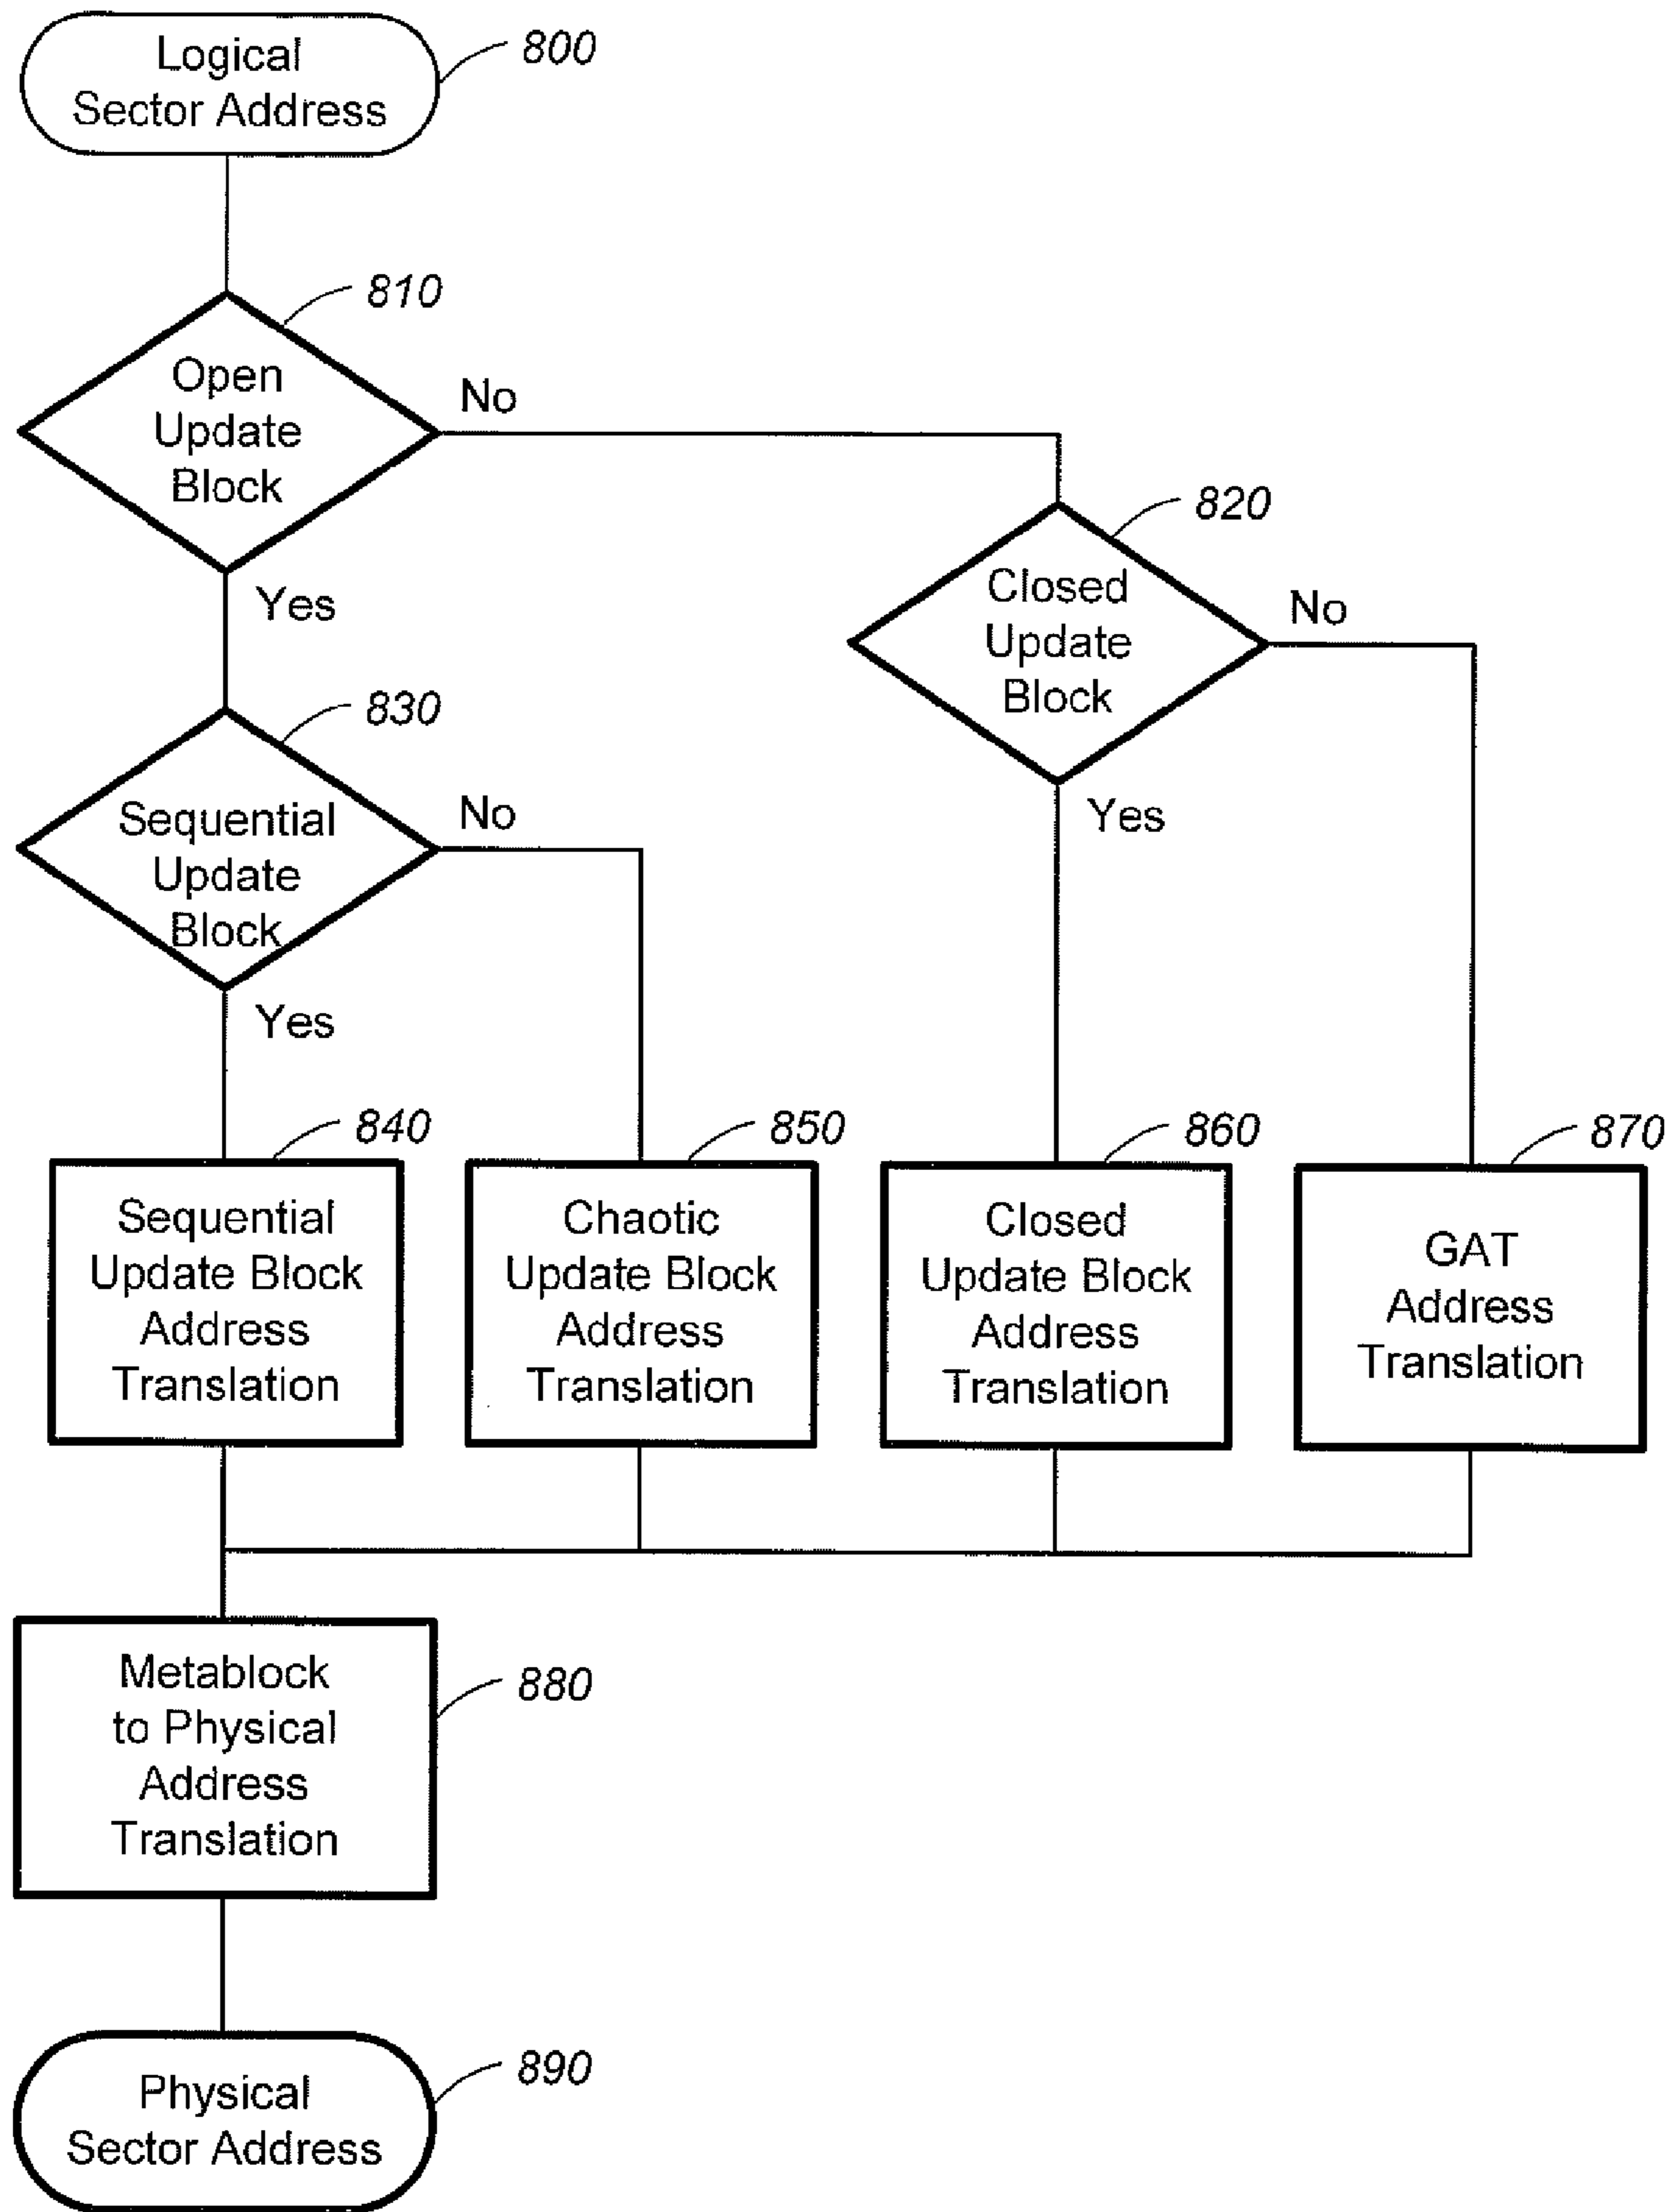 Logical
Sector Address
800
810
Open
Update
Block
No
Yes
820
Closed
Update
Block
No
Yes
830
Sequential
Update
Block
No
Yes
840
Sequential
Update Block
Address
Translation
850
Chaotic
Update Block
Address
Translation
860
Closed
Update Block
Address
Translation
870
GAT
Address
Translation
Metablock
to Physical
Address
Translation
880
Physical
Sector Address
890